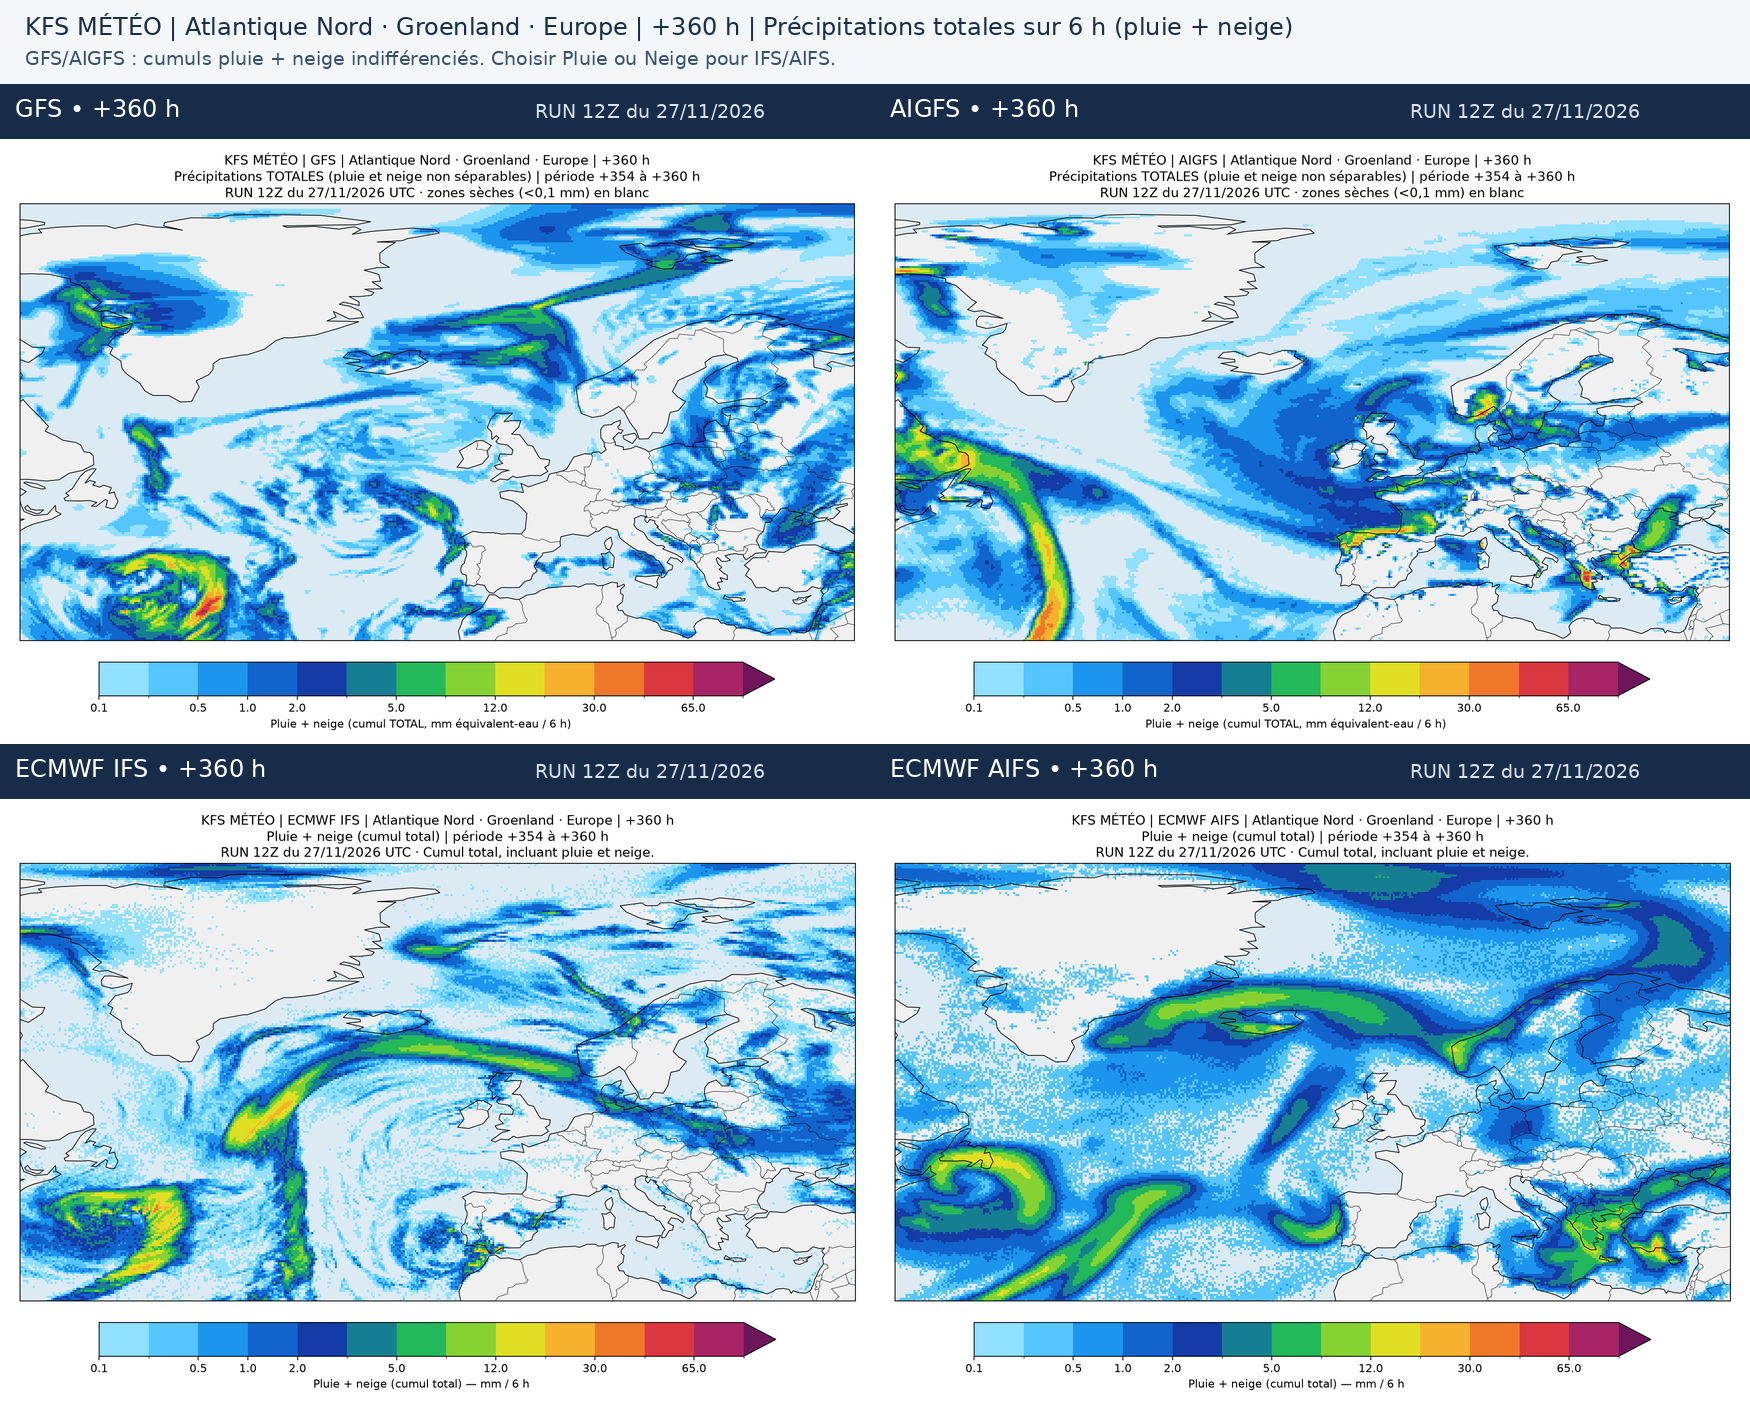 KFS MÉTÉO | Atlantique Nord · Groenland · Europe | +360 h | Précipitations totales sur 6 h (pluie + neige)
GFS/AIGFS : cumuls pluie + neige indifférenciés. Choisir Pluie ou Neige pour IFS/AIFS.
GFS • +360 h RUN 12Z du 27/11/2026
AIGFS • +360 h RUN 12Z du 27/11/2026
KFS MÉTÉO | GFS | Atlantique Nord · Groenland · Europe | +360 h
Précipitations TOTALES (pluie et neige non séparables) | période +354 à +360 h
RUN 12Z du 27/11/2026 UTC · zones sèches (<0,1 mm) en blanc
KFS MÉTÉO | AIGFS | Atlantique Nord · Groenland · Europe | +360 h
Précipitations TOTALES (pluie et neige non séparables) | période +354 à +360 h
RUN 12Z du 27/11/2026 UTC · zones sèches (<0,1 mm) en blanc
0.1 0.5 1.0 2.0 5.0 12.0 30.0 65.0
Pluie + neige (cumul TOTAL, mm équivalent-eau / 6 h)
0.1 0.5 1.0 2.0 5.0 12.0 30.0 65.0
Pluie + neige (cumul TOTAL, mm équivalent-eau / 6 h)
ECMWF IFS • +360 h RUN 12Z du 27/11/2026
ECMWF AIFS • +360 h RUN 12Z du 27/11/2026
KFS MÉTÉO | ECMWF IFS | Atlantique Nord · Groenland · Europe | +360 h
Pluie + neige (cumul total) | période +354 à +360 h
RUN 12Z du 27/11/2026 UTC · Cumul total, incluant pluie et neige.
KFS MÉTÉO | ECMWF AIFS | Atlantique Nord · Groenland · Europe | +360 h
Pluie + neige (cumul total) | période +354 à +360 h
RUN 12Z du 27/11/2026 UTC · Cumul total, incluant pluie et neige.
0.1 0.5 1.0 2.0 5.0 12.0 30.0 65.0
Pluie + neige (cumul total) — mm / 6 h
0.1 0.5 1.0 2.0 5.0 12.0 30.0 65.0
Pluie + neige (cumul total) — mm / 6 h